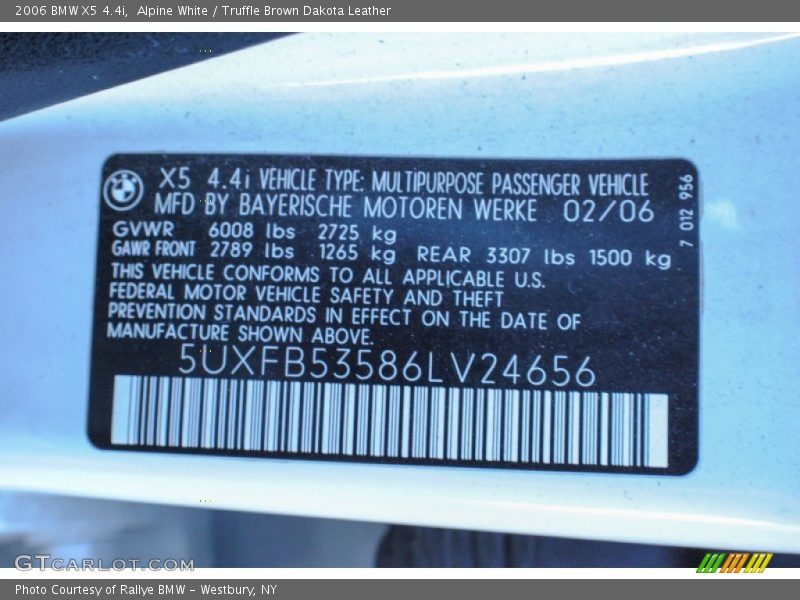 2006 BMW X5 4.4i,  Alpine White / Truffle Brown Dakota Leather
X5 4.4i VEHICLE TYPE: MULTIPURPOSE PASSENGER VEHICLE
MFD BY BAYERISCHE MOTOREN WERKE 02/06
GVWR 6008 lbs 2725 kg
GAWR FRONT 2789 lbs 1265 kg REAR 3307 lbs 1500 kg
THIS VEHICLE CONFORMS TO ALL APPLICABLE U.S.
FEDERAL MOTOR VEHICLE SAFETY AND THEFT
PREVENTION STANDARDS IN EFFECT ON THE DATE OF
MANUFACTURE SHOWN ABOVE.
5UXFB53586LV24656
7 012 956
GTCARLOT.COM
Photo Courtesy of Rallye BMW - Westbury, NY